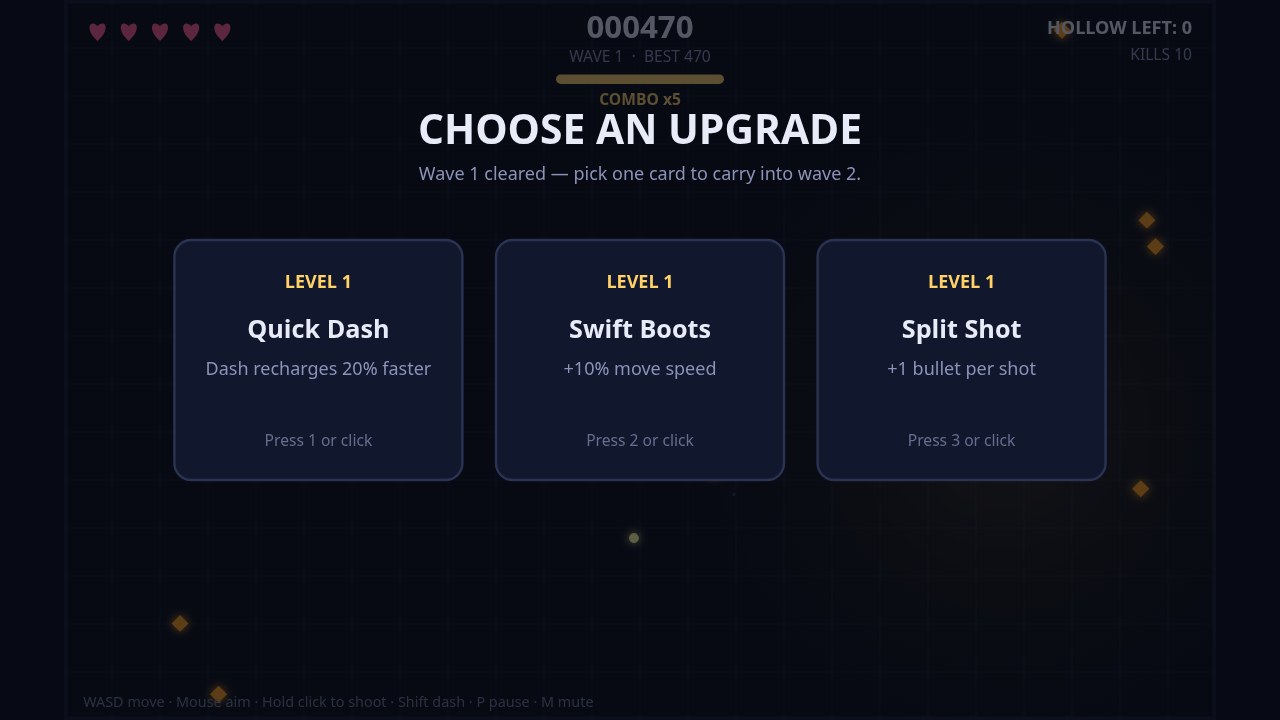 000470
HOLLOW LEFT: 0
WAVE 1 · BEST 470
KILLS 10
COMBO x5
CHOOSE AN UPGRADE
Wave 1 cleared — pick one card to carry into wave 2.
LEVEL 1
Quick Dash
Dash recharges 20% faster
Press 1 or click
LEVEL 1
Swift Boots
+10% move speed
Press 2 or click
LEVEL 1
Split Shot
+1 bullet per shot
Press 3 or click
WASD move · Mouse aim · Hold click to shoot · Shift dash · P pause · M mute